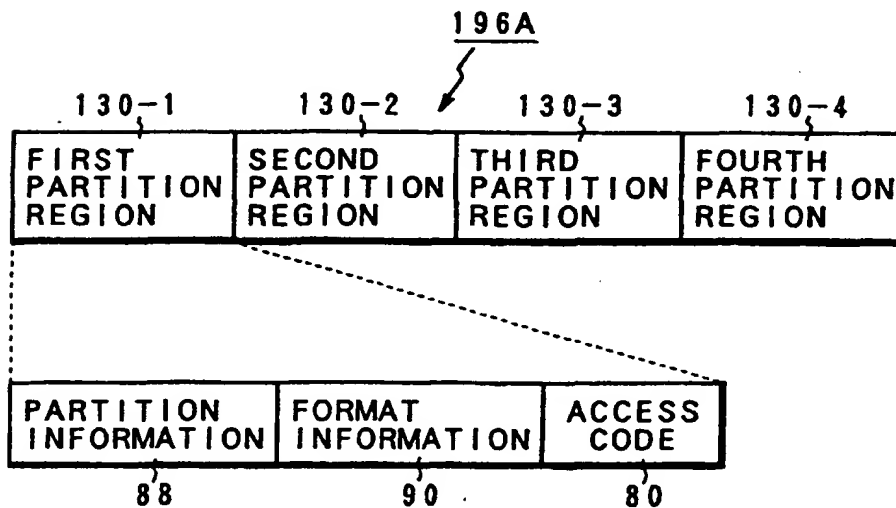 196A
130-1 130-2 130-3 130-4
FIRST PARTITION REGION
SECOND PARTITION REGION
THIRD PARTITION REGION
FOURTH PARTITION REGION
PARTITION INFORMATION
FORMAT INFORMATION
ACCESS CODE
88 90 80